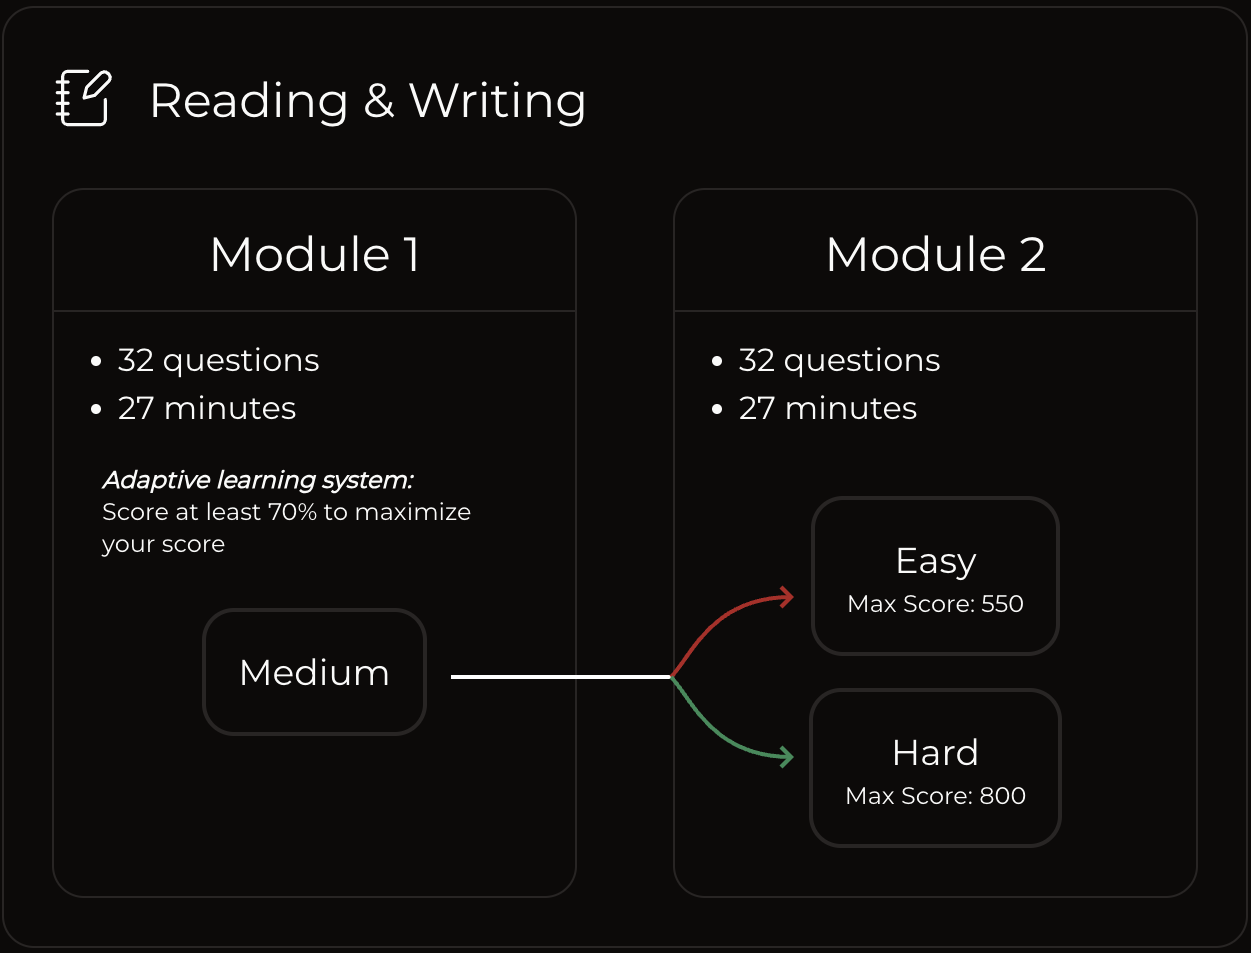 Reading & Writing
Module 1
32 questions
27 minutes
Adaptive learning system:
Score at least 70% to maximize
your score
Medium
Module 2
32 questions
27 minutes
Easy
Max Score: 550
Hard
Max Score: 800